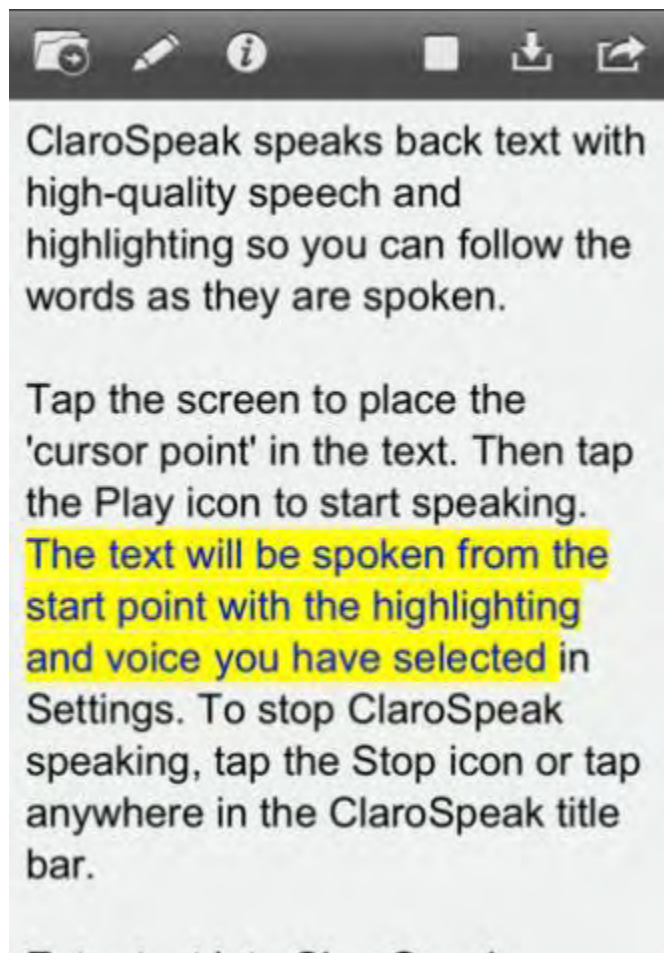 ClaroSpeak speaks back text with
high-quality speech and
highlighting so you can follow the
words as they are spoken.
Tap the screen to place the
'cursor point' in the text. Then tap
the Play icon to start speaking.
The text will be spoken from the
start point with the highlighting
and voice you have selected in
Settings. To stop ClaroSpeak
speaking, tap the Stop icon or tap
anywhere in the ClaroSpeak title
bar.